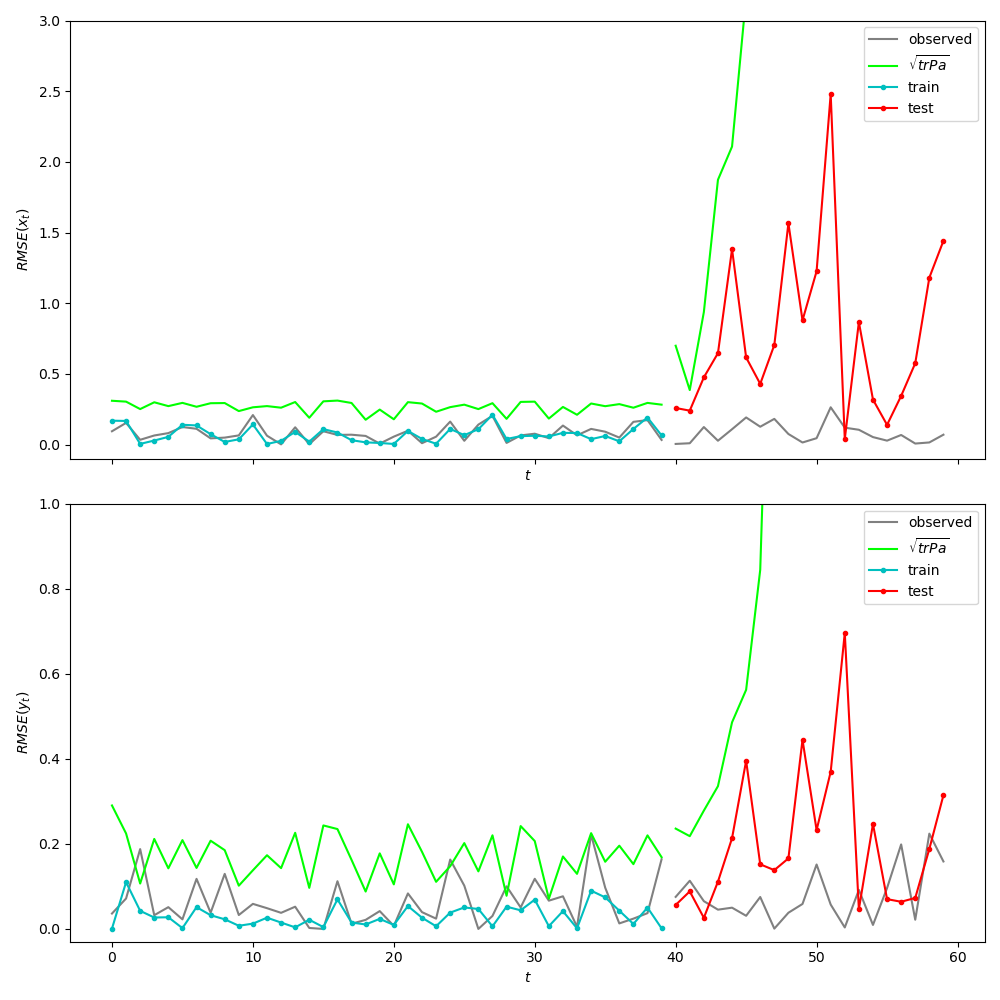 3.0
2.5
2.0
1.5
1.0
0.5
0.0
RMSE(x_t)
observed
√trPa
train
test
t
1.0
0.8
0.6
0.4
0.2
0.0
RMSE(y_t)
observed
√trPa
train
test
0 10 20 30 40 50 60
t